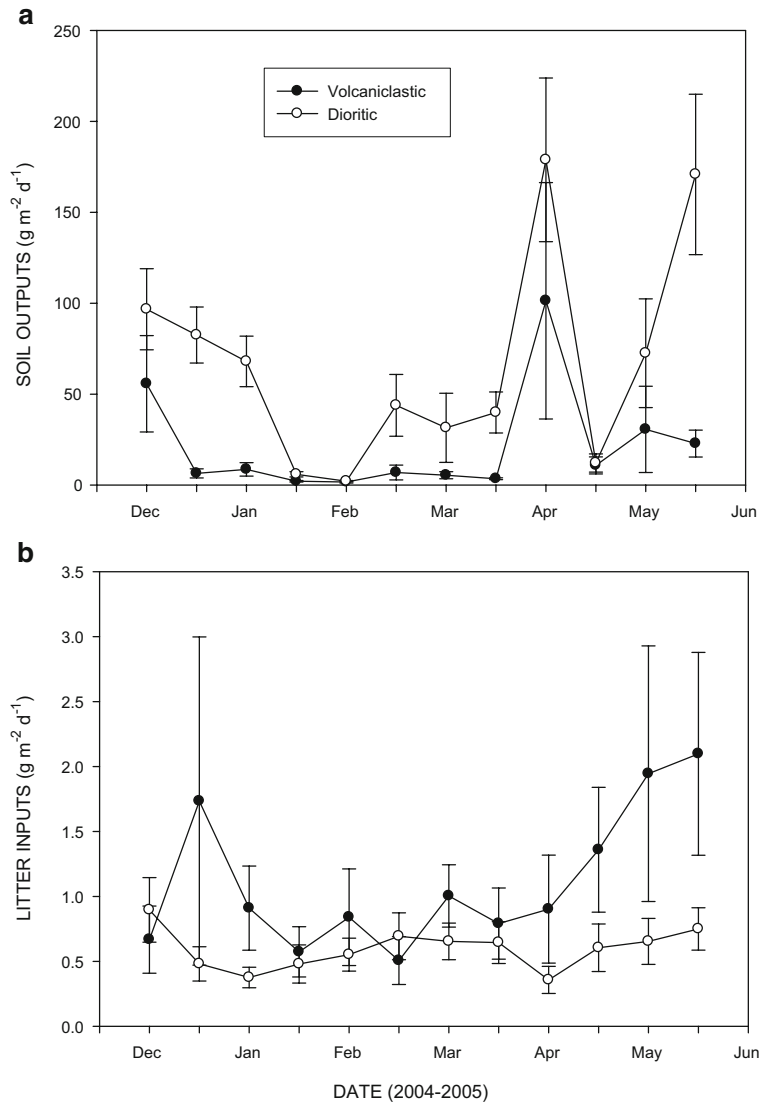 a
250
200
150
100
50
0
SOIL OUTPUTS (g m-2 d-1)
Volcaniclastic
Dioritic
Dec Jan Feb Mar Apr May Jun
b
3.5
3.0
2.5
2.0
1.5
1.0
0.5
0.0
LITTER INPUTS (g m-2 d-1)
Dec Jan Feb Mar Apr May Jun
DATE (2004-2005)